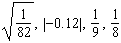 √(1/82), |−0.12|, 1/9, 1/8